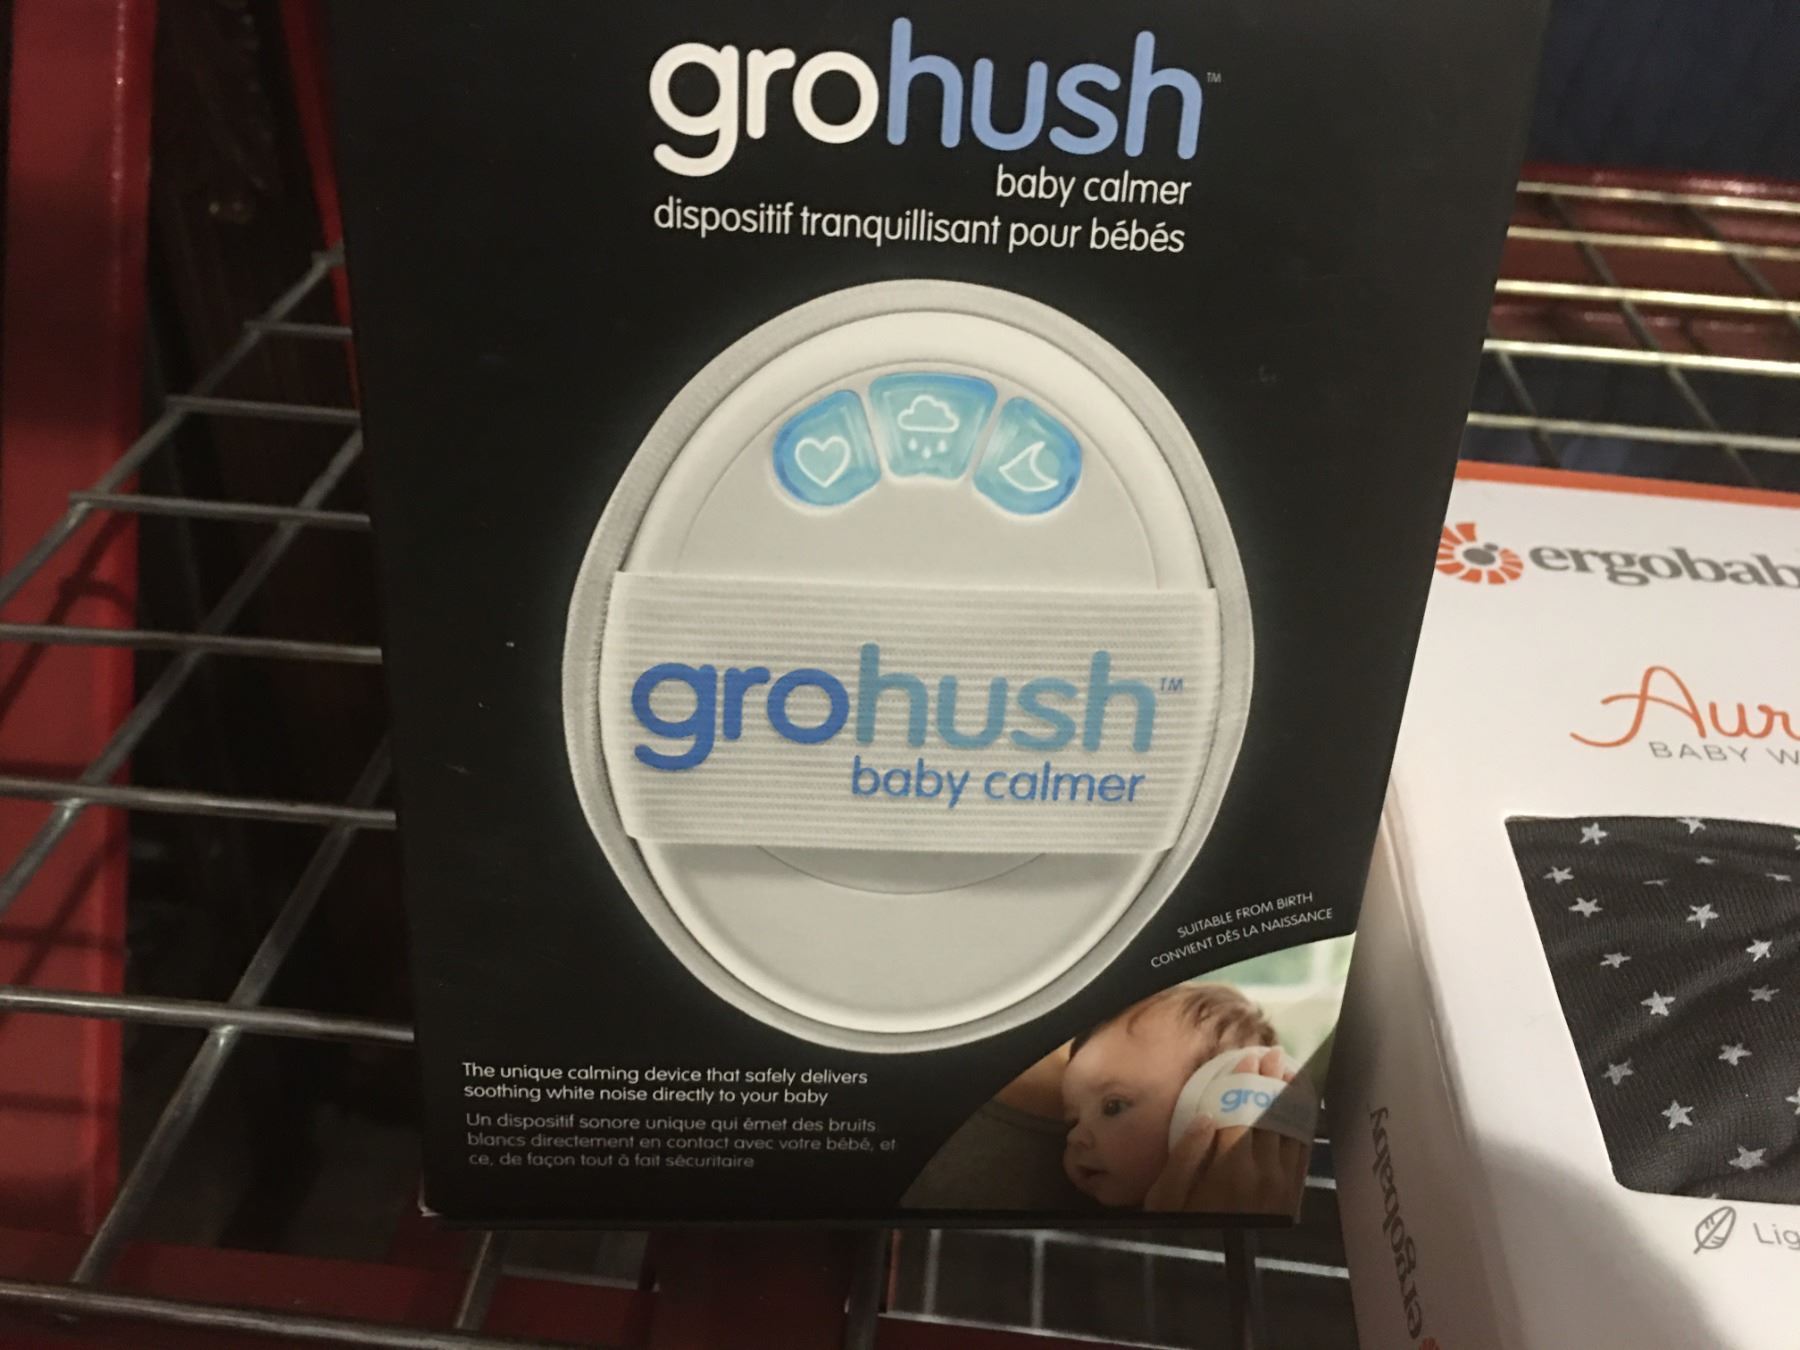 grohush™
baby calmer
dispositif tranquillisant pour bébés
grohush™
baby calmer
SUITABLE FROM BIRTH
CONVIENT DÈS LA NAISSANCE
The unique calming device that safely delivers
soothing white noise directly to your baby
Un dispositif sonore unique qui émet des bruits
blancs directement en contact avec votre bébé, et
ce, de façon tout à fait sécuritaire
gro
ergobab
Aur
BABY W
Lig
ergobaby